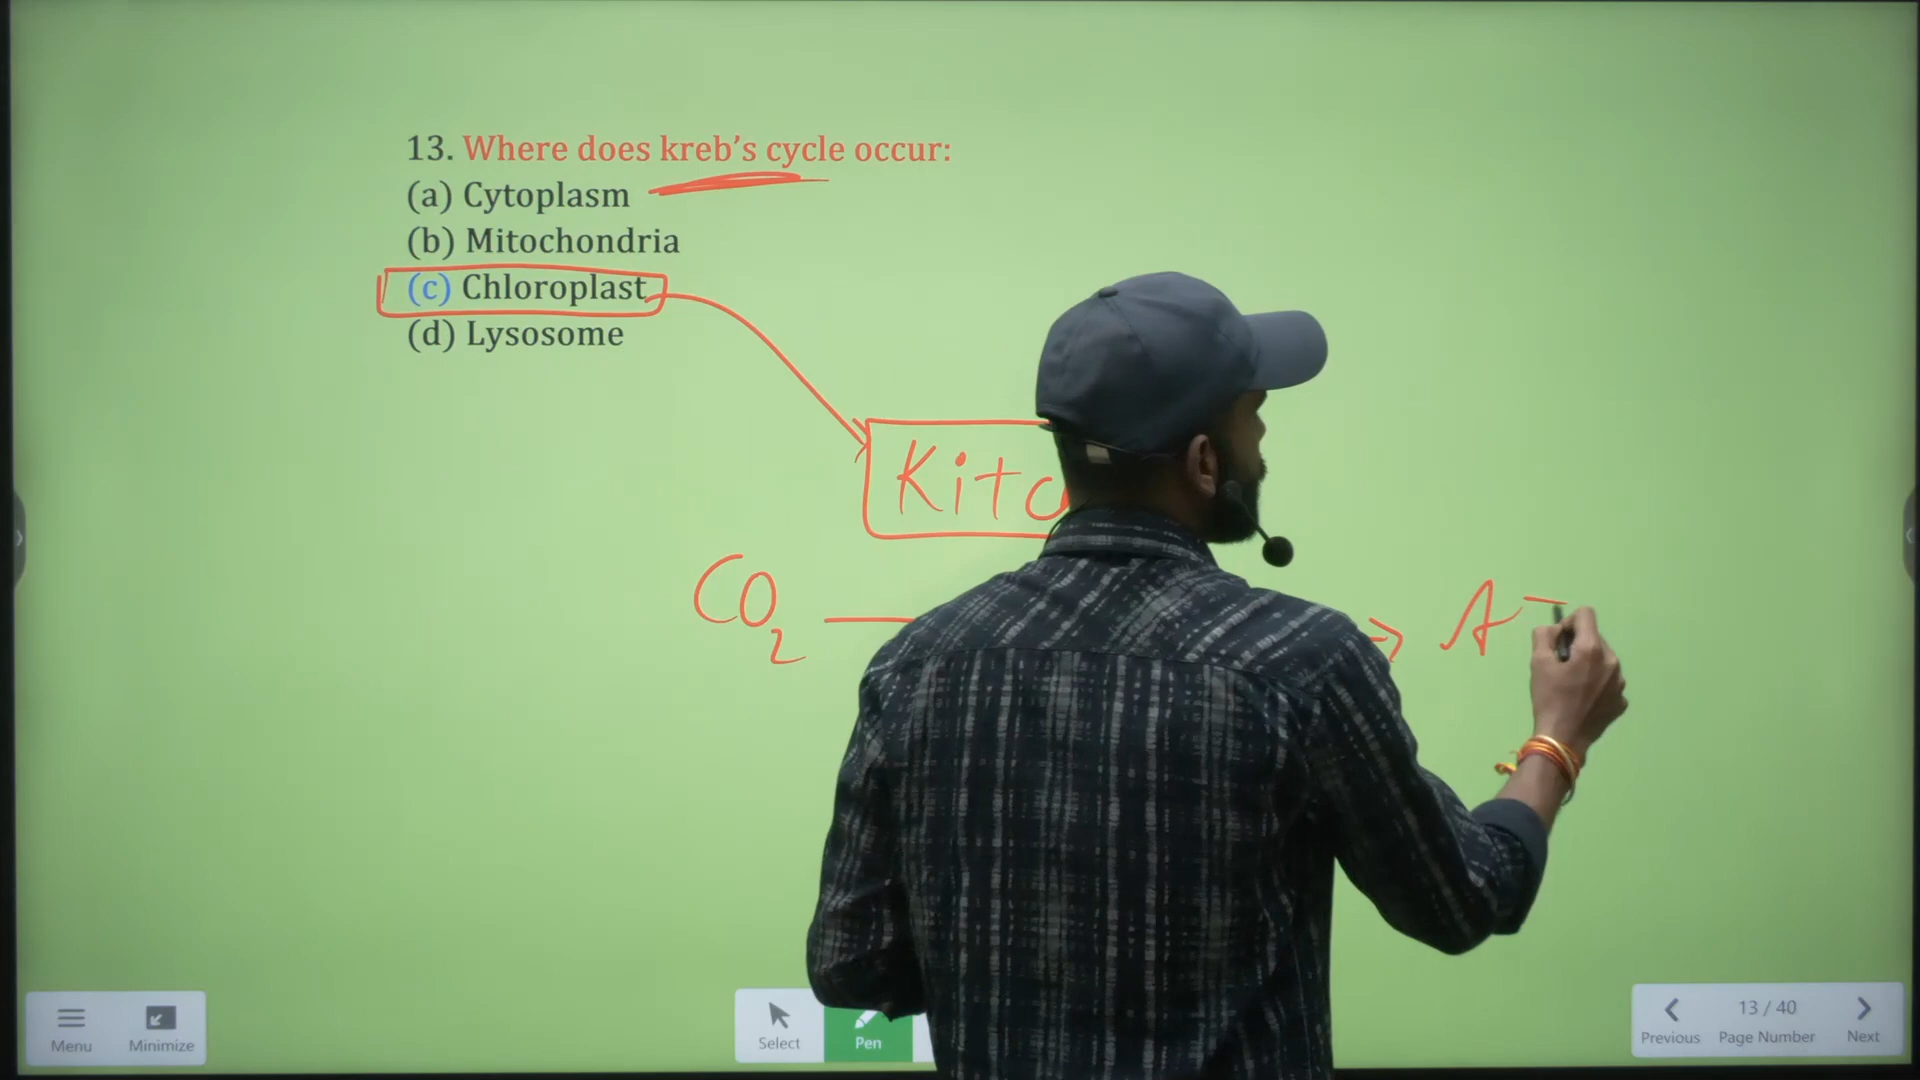 13. Where does kreb's cycle occur:
(a) Cytoplasm
(b) Mitochondria
(c) Chloroplast
(d) Lysosome
Kitc
CO2
AT
Menu
Minimize
Select
Pen
13 / 40
Previous
Page Number
Next